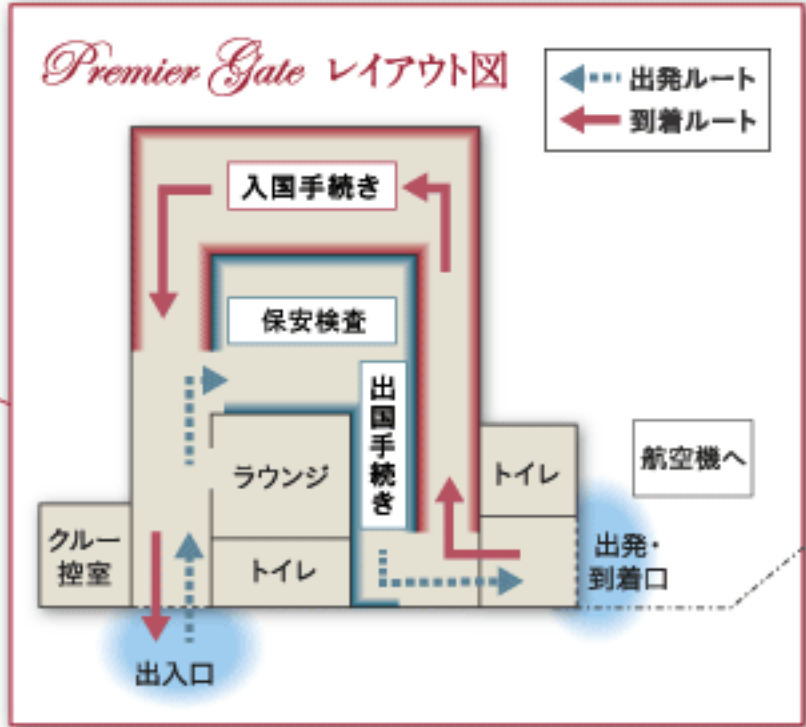 Premier Gate レイアウト図
出発ルート
到着ルート
入国手続き
保安検査
出国手続き
ラウンジ
トイレ
航空機へ
クルー
控室
トイレ
出発・
到着口
出入口